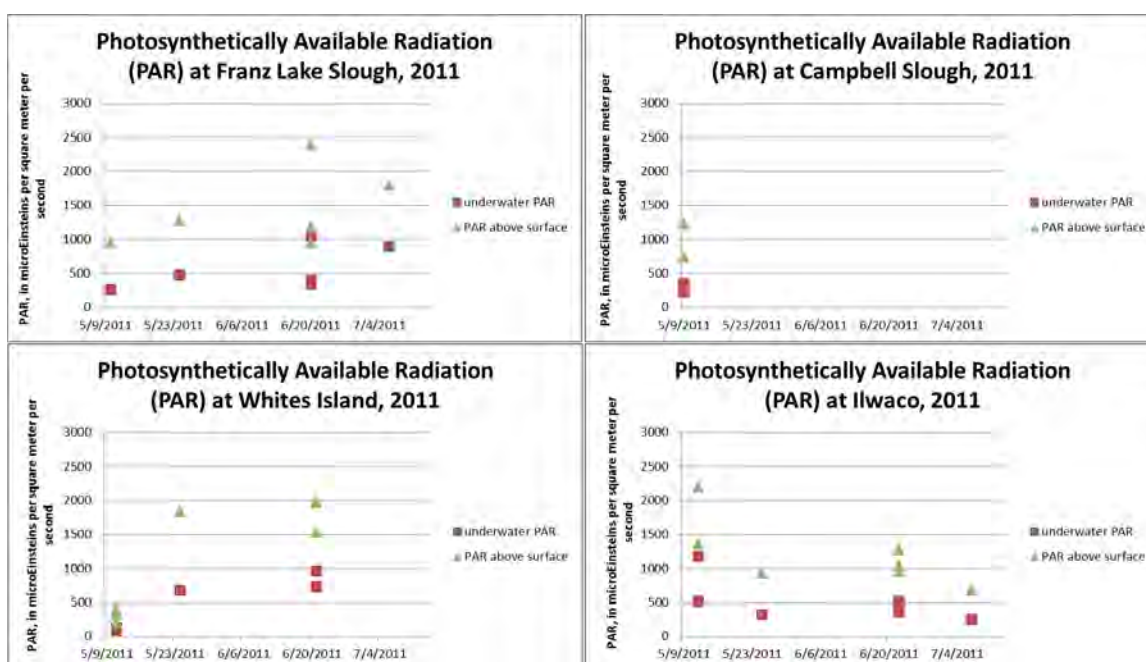 Photosynthetically Available Radiation
(PAR) at Franz Lake Slough, 2011
PAR, in microEinsteins per square meter per
second
3000
2500
2000
1500
1000
500
0
5/9/2011 5/23/2011 6/6/2011 6/20/2011 7/4/2011
underwater PAR
PAR above surface
Photosynthetically Available Radiation
(PAR) at Campbell Slough, 2011
PAR, in microEinsteins per square meter per
second
3000
2500
2000
1500
1000
500
0
5/9/2011 5/23/2011 6/6/2011 6/20/2011 7/4/2011
underwater PAR
PAR above surface
Photosynthetically Available Radiation
(PAR) at Whites Island, 2011
PAR, in microEinsteins per square meter per
second
3000
2500
2000
1500
1000
500
0
5/9/2011 5/23/2011 6/6/2011 6/20/2011 7/4/2011
underwater PAR
PAR above surface
Photosynthetically Available Radiation
(PAR) at Ilwaco, 2011
PAR, in microEinsteins per square meter per
second
3000
2500
2000
1500
1000
500
0
5/9/2011 5/23/2011 6/6/2011 6/20/2011 7/4/2011
underwater PAR
PAR above surface